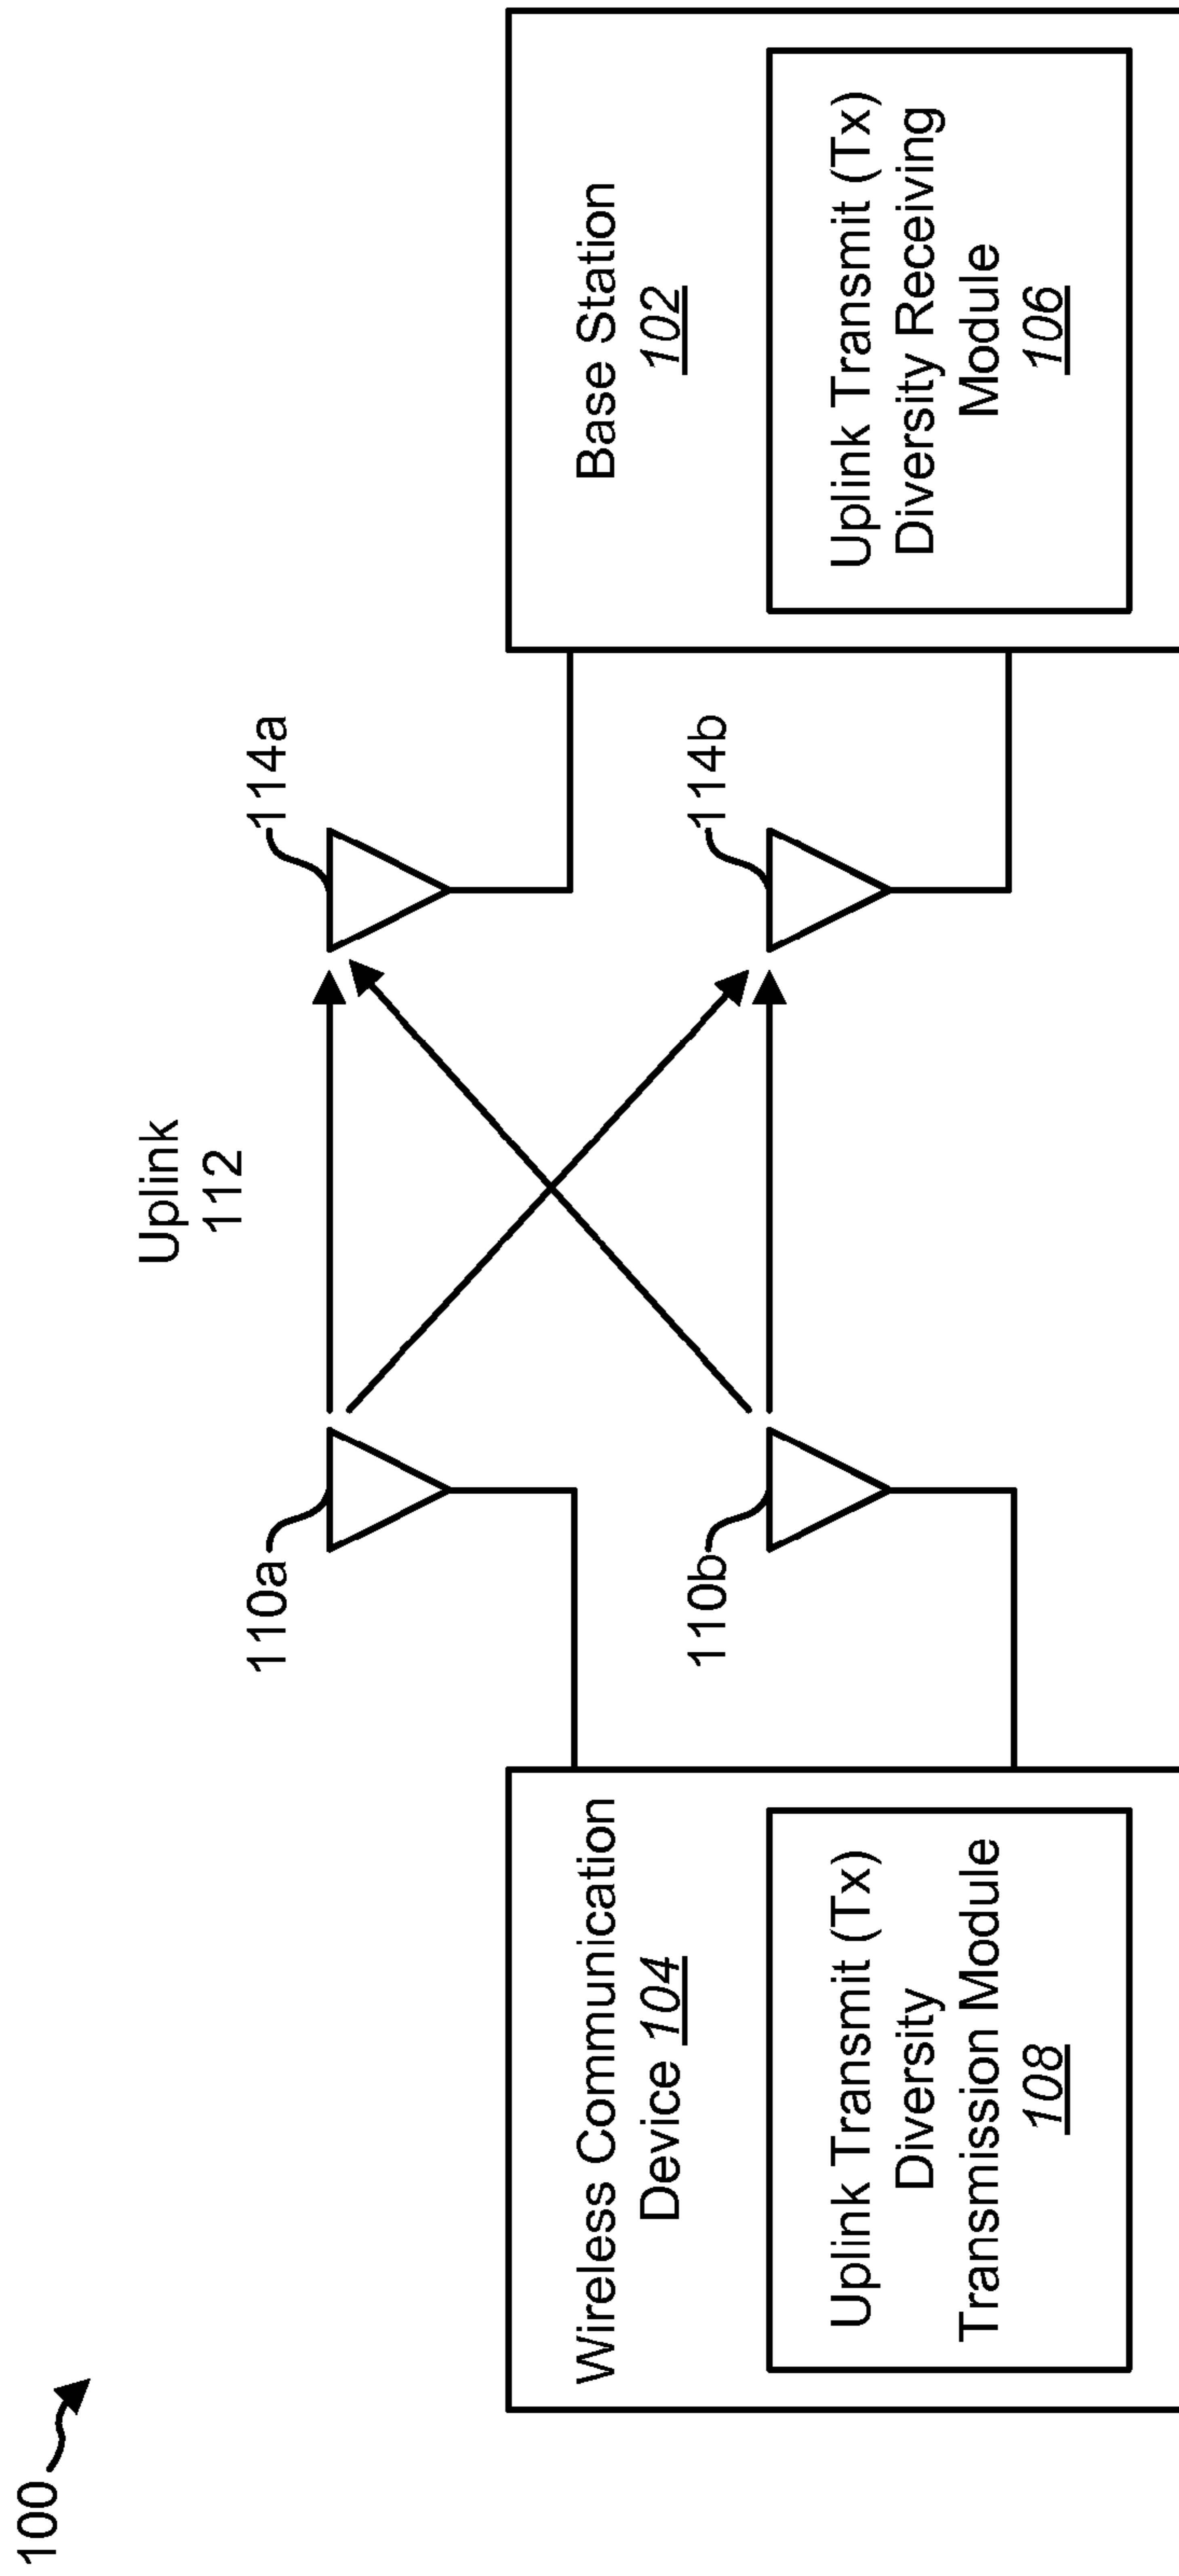 100
Uplink
112
110a
114a
110b
114b
Wireless Communication
Device 104
Uplink Transmit (Tx)
Diversity
Transmission Module
108
Base Station
102
Uplink Transmit (Tx)
Diversity Receiving
Module
106